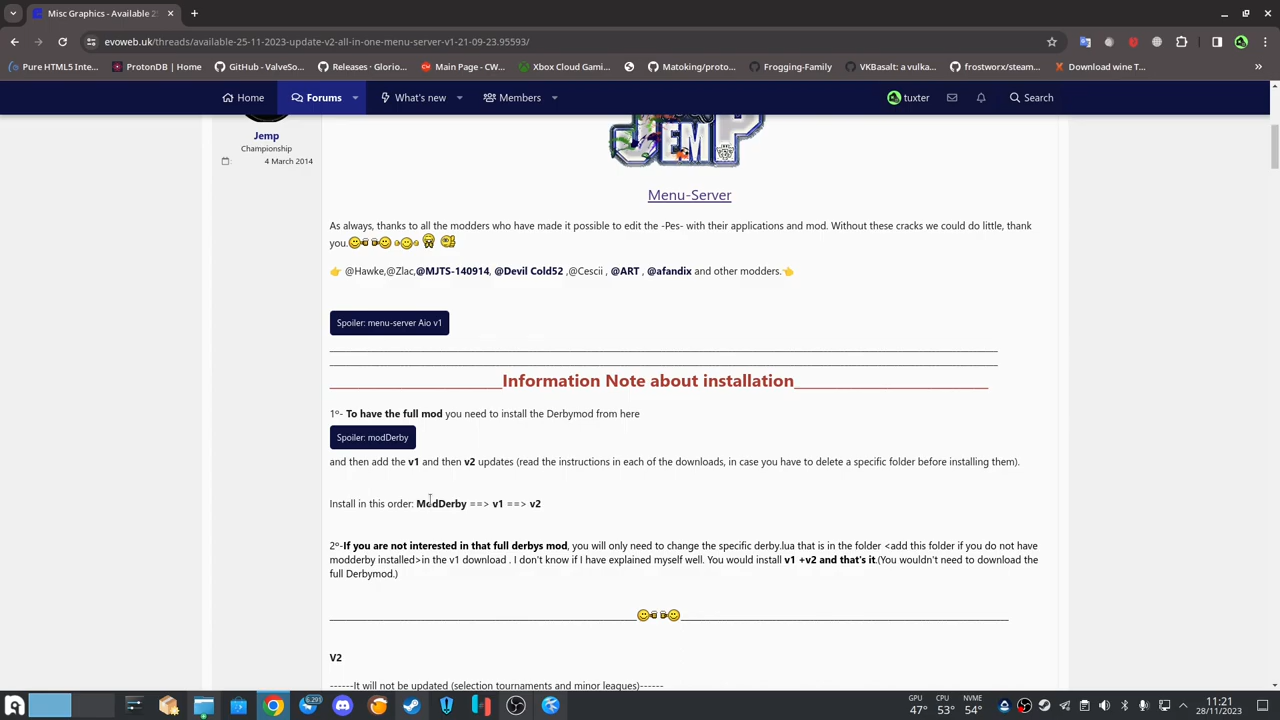 Misc 2014 Series Stad
evoweb.uk/threads/available-25-11-2023-update-v2-all-in-one-menu-server-v1-21-09-23.95593/
Pure HTML5 Inte...
ProtonDB | Home
GitHub - ValveSo...
Releases · Glorio...
Main Page - CW...
Xbox Cloud Gami...
Matoking/proto...
Frogging-Family
VKBasalt: a vulka...
frostworx/steam...
Download wine T...
Home
Forums
What's new
Members
tuxter
Search
Jemp
Championship
4 March 2014
JEMP
Menu-Server
As always, thanks to all the modders who have made it possible to edit the -Pes- with their applications and mod. Without these cracks we could do little, thank
you.
👉 @Hawke,@Zlac,@MJTS-140914, @Devil Cold52 ,@Cescii , @ART , @afandix and other modders.👈
Spoiler: menu-server Aio v1
Information Note about installation
1º- To have the full mod you need to install the Derbymod from here
Spoiler: modDerby
and then add the v1 and then v2 updates (read the instructions in each of the downloads, in case you have to delete a specific folder before installing them).
Install in this order: ModDerby ==> v1 ==> v2
2º-If you are not interested in that full derbys mod, you will only need to change the specific derby.lua that is in the folder <add this folder if you do not have
modderby installed>in the v1 download . I don't know if I have explained myself well. You would install v1 +v2 and that's it.(You wouldn't need to download the
full Derbymod.)
V2
------It will not be updated (selection tournaments and minor leagues)------
6.29
GPU CPU NVME
47° 53° 54°
11:21
28/11/2023